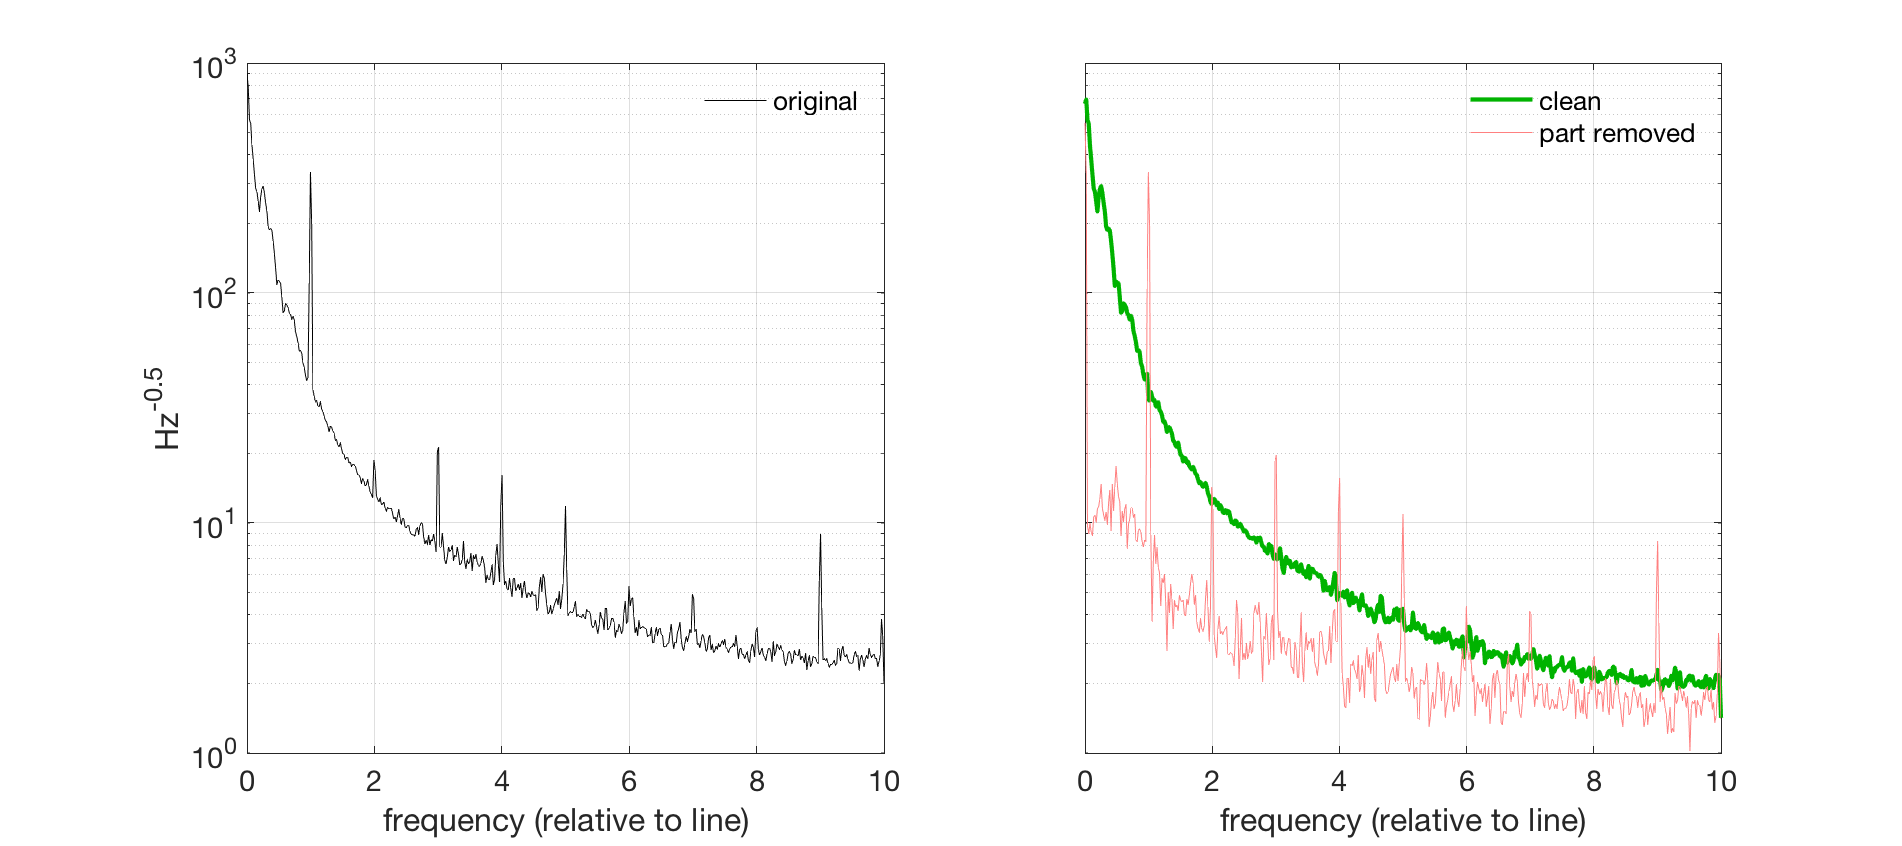 original
clean
part removed
10^3
10^2
10^1
10^0
Hz^-0.5
0 2 4 6 8 10
0 2 4 6 8 10
frequency (relative to line)
frequency (relative to line)